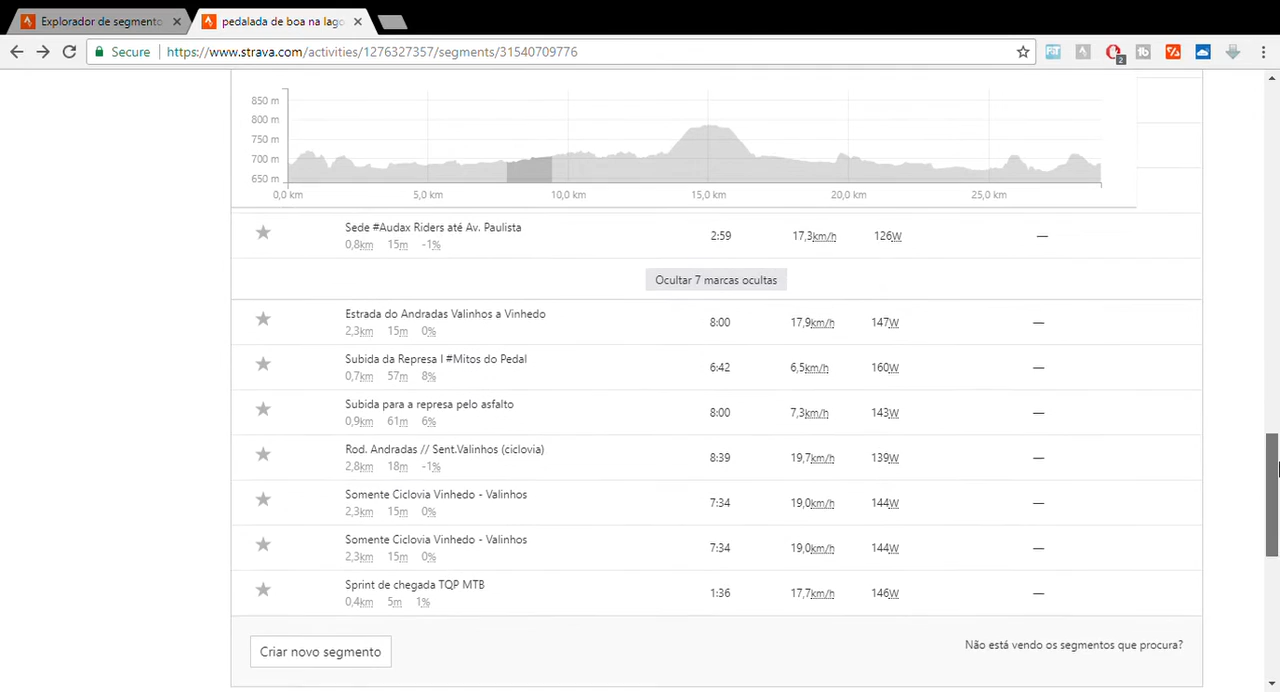 Explorador de segmento
pedalada de boa na lago
Secure https://www.strava.com/activities/1276327357/segments/31540709776
2
850 m
800 m
750 m
700 m
650 m
0,0 km 5,0 km 10,0 km 15,0 km 20,0 km 25,0 km
Sede #Audax Riders até Av. Paulista
0,8km 15m -1%
2:59 17,3km/h 126W —
Ocultar 7 marcas ocultas
Estrada do Andradas Valinhos a Vinhedo
2,3km 15m 0%
8:00 17,9km/h 147W —
Subida da Represa I #Mitos do Pedal
0,7km 57m 8%
6:42 6,5km/h 160W —
Subida para a represa pelo asfalto
0,9km 61m 6%
8:00 7,3km/h 143W —
Rod. Andradas // Sent.Valinhos (ciclovia)
2,8km 18m -1%
8:39 19,7km/h 139W —
Somente Ciclovia Vinhedo - Valinhos
2,3km 15m 0%
7:34 19,0km/h 144W —
Somente Ciclovia Vinhedo - Valinhos
2,3km 15m 0%
7:34 19,0km/h 144W —
Sprint de chegada TQP MTB
0,4km 5m 1%
1:36 17,7km/h 146W —
Criar novo segmento
Não está vendo os segmentos que procura?